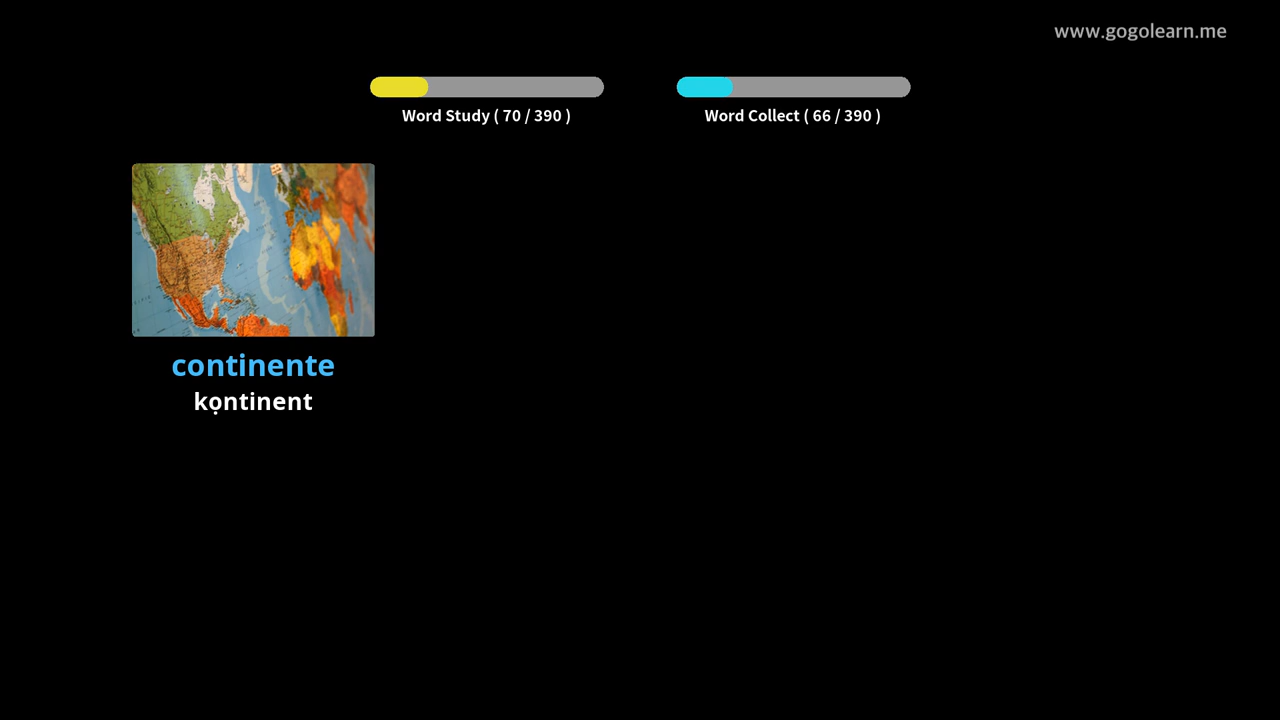 www.gogolearn.me
Word Study ( 70 / 390 )
Word Collect ( 66 / 390 )
continente
kọntinent